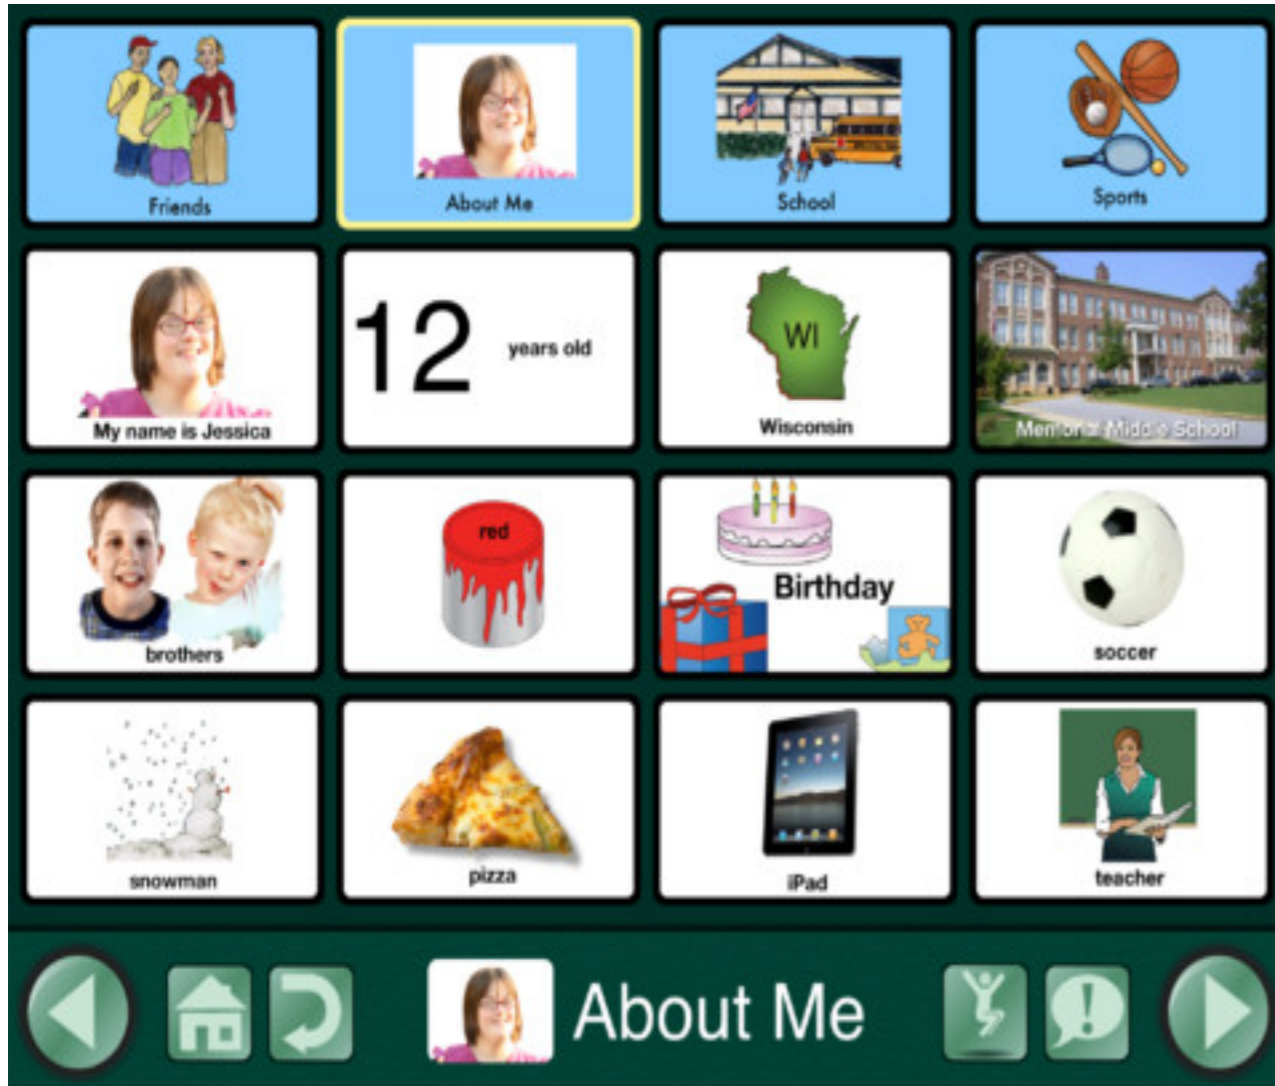 Friends
About Me
School
Sports
My name is Jessica
12 years old
WI
Wisconsin
Memorial Middle School
brothers
red
Birthday
soccer
snowman
pizza
iPad
teacher
About Me